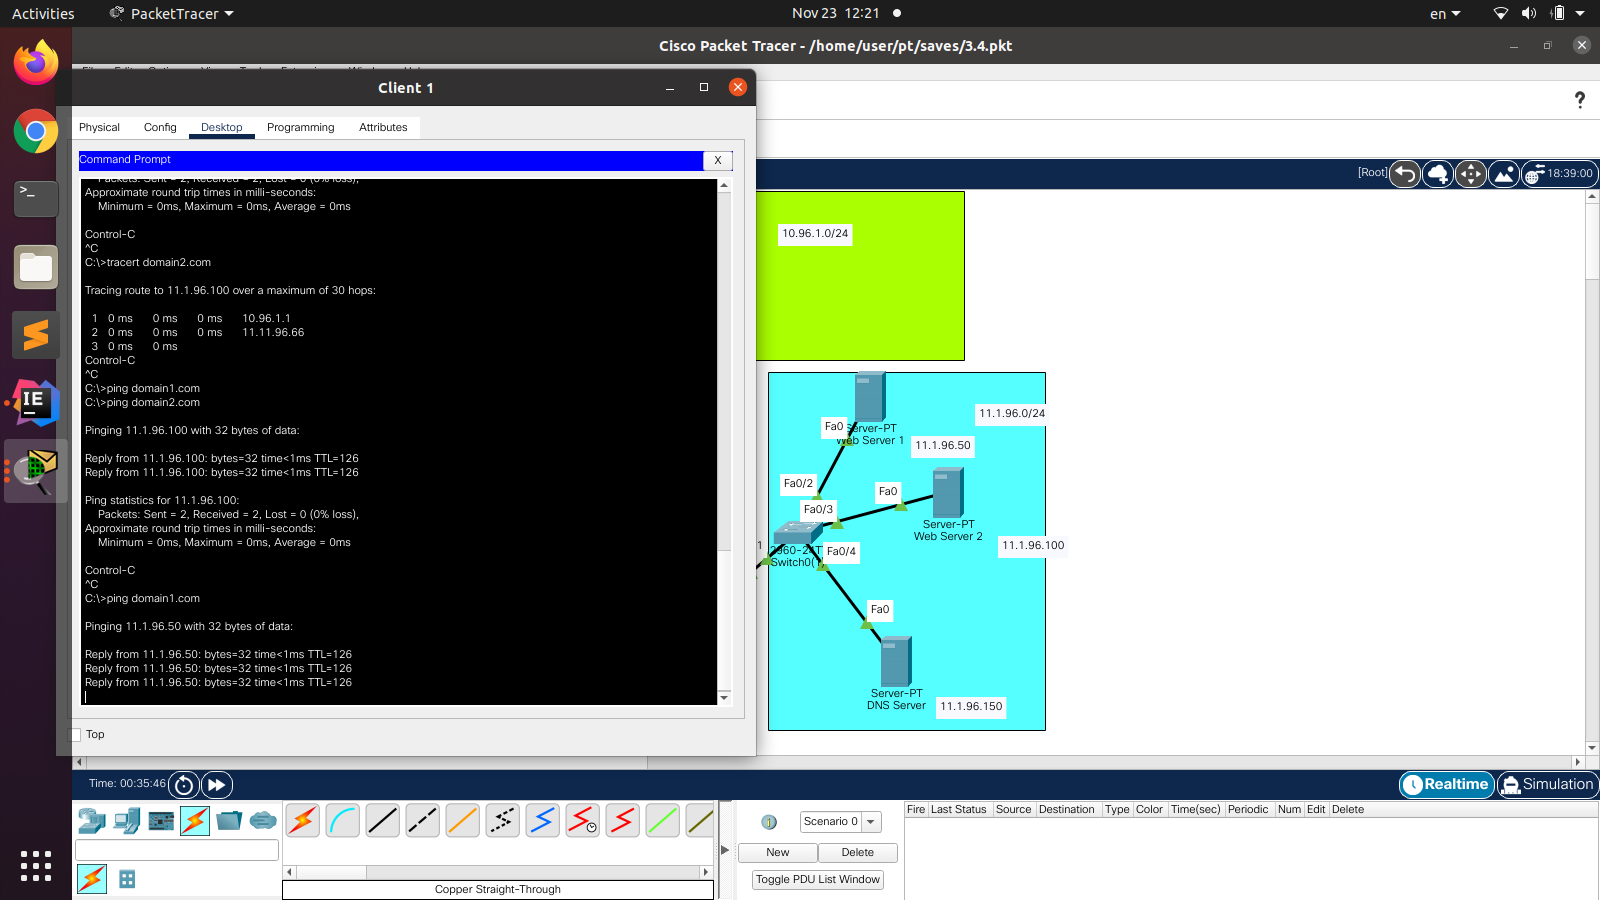 Activities
PacketTracer
Nov 23 12:21
en
Cisco Packet Tracer - /home/user/pt/saves/3.4.pkt
Client 1
?
Physical
Config
Desktop
Programming
Attributes
Command Prompt
X
Packets: Sent = 2, Received = 2, Lost = 0 (0% loss),
Approximate round trip times in milli-seconds:
Minimum = 0ms, Maximum = 0ms, Average = 0ms
Control-C
^C
C:\>tracert domain2.com
Tracing route to 11.1.96.100 over a maximum of 30 hops:
1 0 ms 0 ms 0 ms 10.96.1.1
2 0 ms 0 ms 0 ms 11.11.96.66
3 0 ms 0 ms
Control-C
^C
C:\>ping domain1.com
C:\>ping domain2.com
Pinging 11.1.96.100 with 32 bytes of data:
Reply from 11.1.96.100: bytes=32 time<1ms TTL=126
Reply from 11.1.96.100: bytes=32 time<1ms TTL=126
Ping statistics for 11.1.96.100:
Packets: Sent = 2, Received = 2, Lost = 0 (0% loss),
Approximate round trip times in milli-seconds:
Minimum = 0ms, Maximum = 0ms, Average = 0ms
Control-C
^C
C:\>ping domain1.com
Pinging 11.1.96.50 with 32 bytes of data:
Reply from 11.1.96.50: bytes=32 time<1ms TTL=126
Reply from 11.1.96.50: bytes=32 time<1ms TTL=126
Reply from 11.1.96.50: bytes=32 time<1ms TTL=126
Top
[Root]
18:39:00
10.96.1.0/24
11.1.96.0/24
Fa0
Server-PT
Web Server 1
11.1.96.50
Fa0/2
Fa0
Fa0/3
Server-PT
Web Server 2
11.1.96.100
1
2960-24T
Switch0(
Fa0/4
Fa0
Server-PT
DNS Server
11.1.96.150
Time: 00:35:46
Realtime
Simulation
Scenario 0
New
Delete
Toggle PDU List Window
Copper Straight-Through
Fire
Last Status
Source
Destination
Type
Color
Time(sec)
Periodic
Num
Edit
Delete
IE
>_